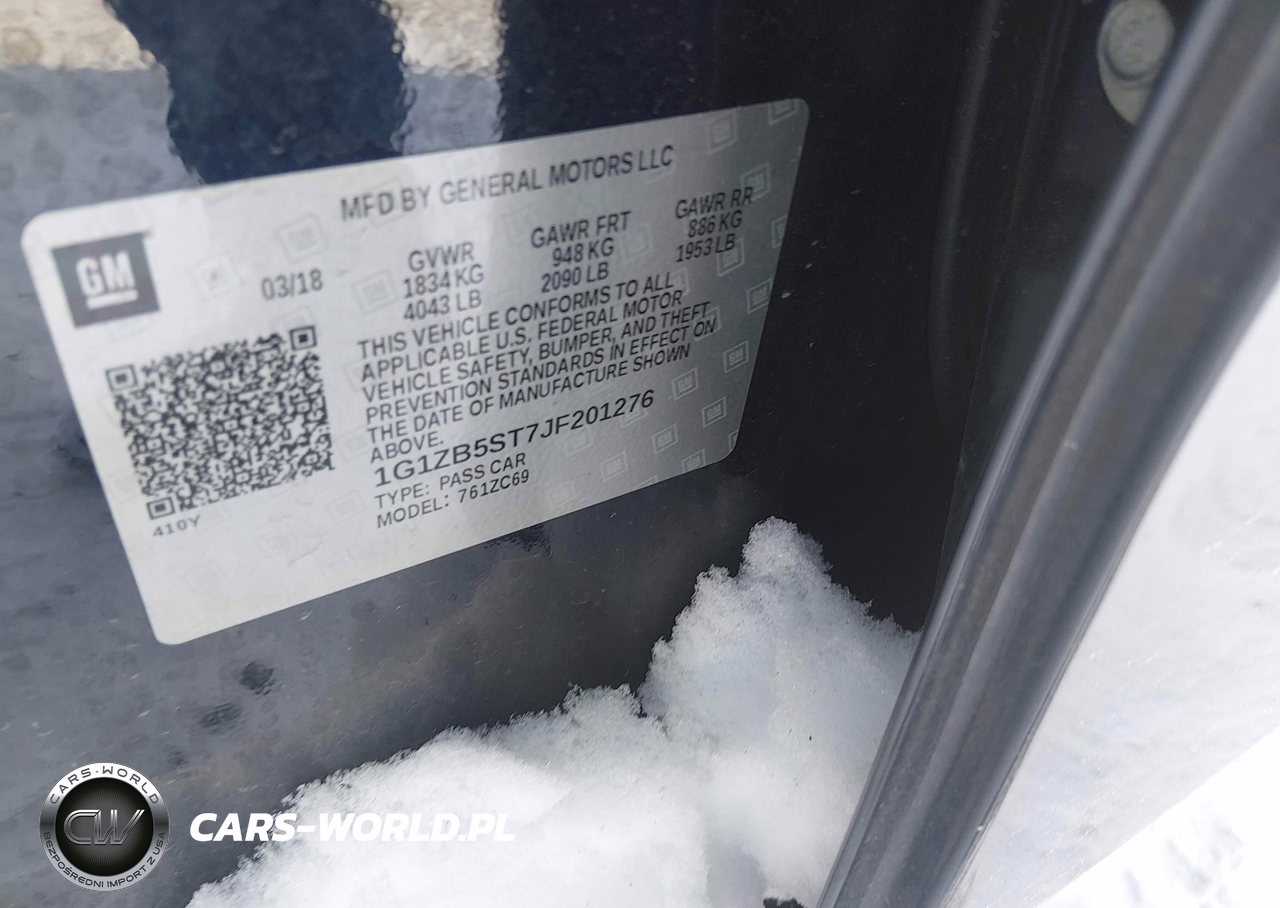 MFD BY GENERAL MOTORS LLC
GM
03/18
GVWR
1834 KG
4043 LB
GAWR FRT
948 KG
2090 LB
GAWR RR
886 KG
1953 LB
THIS VEHICLE CONFORMS TO ALL
APPLICABLE U.S. FEDERAL MOTOR
VEHICLE SAFETY, BUMPER, AND THEFT
PREVENTION STANDARDS IN EFFECT ON
THE DATE OF MANUFACTURE SHOWN
ABOVE.
1G1ZB5ST7JF201276
TYPE: PASS CAR
MODEL: 761ZC69
410Y
CARS-WORLD
CW
BEZPOŚREDNI IMPORT Z USA
CARS-WORLD.PL